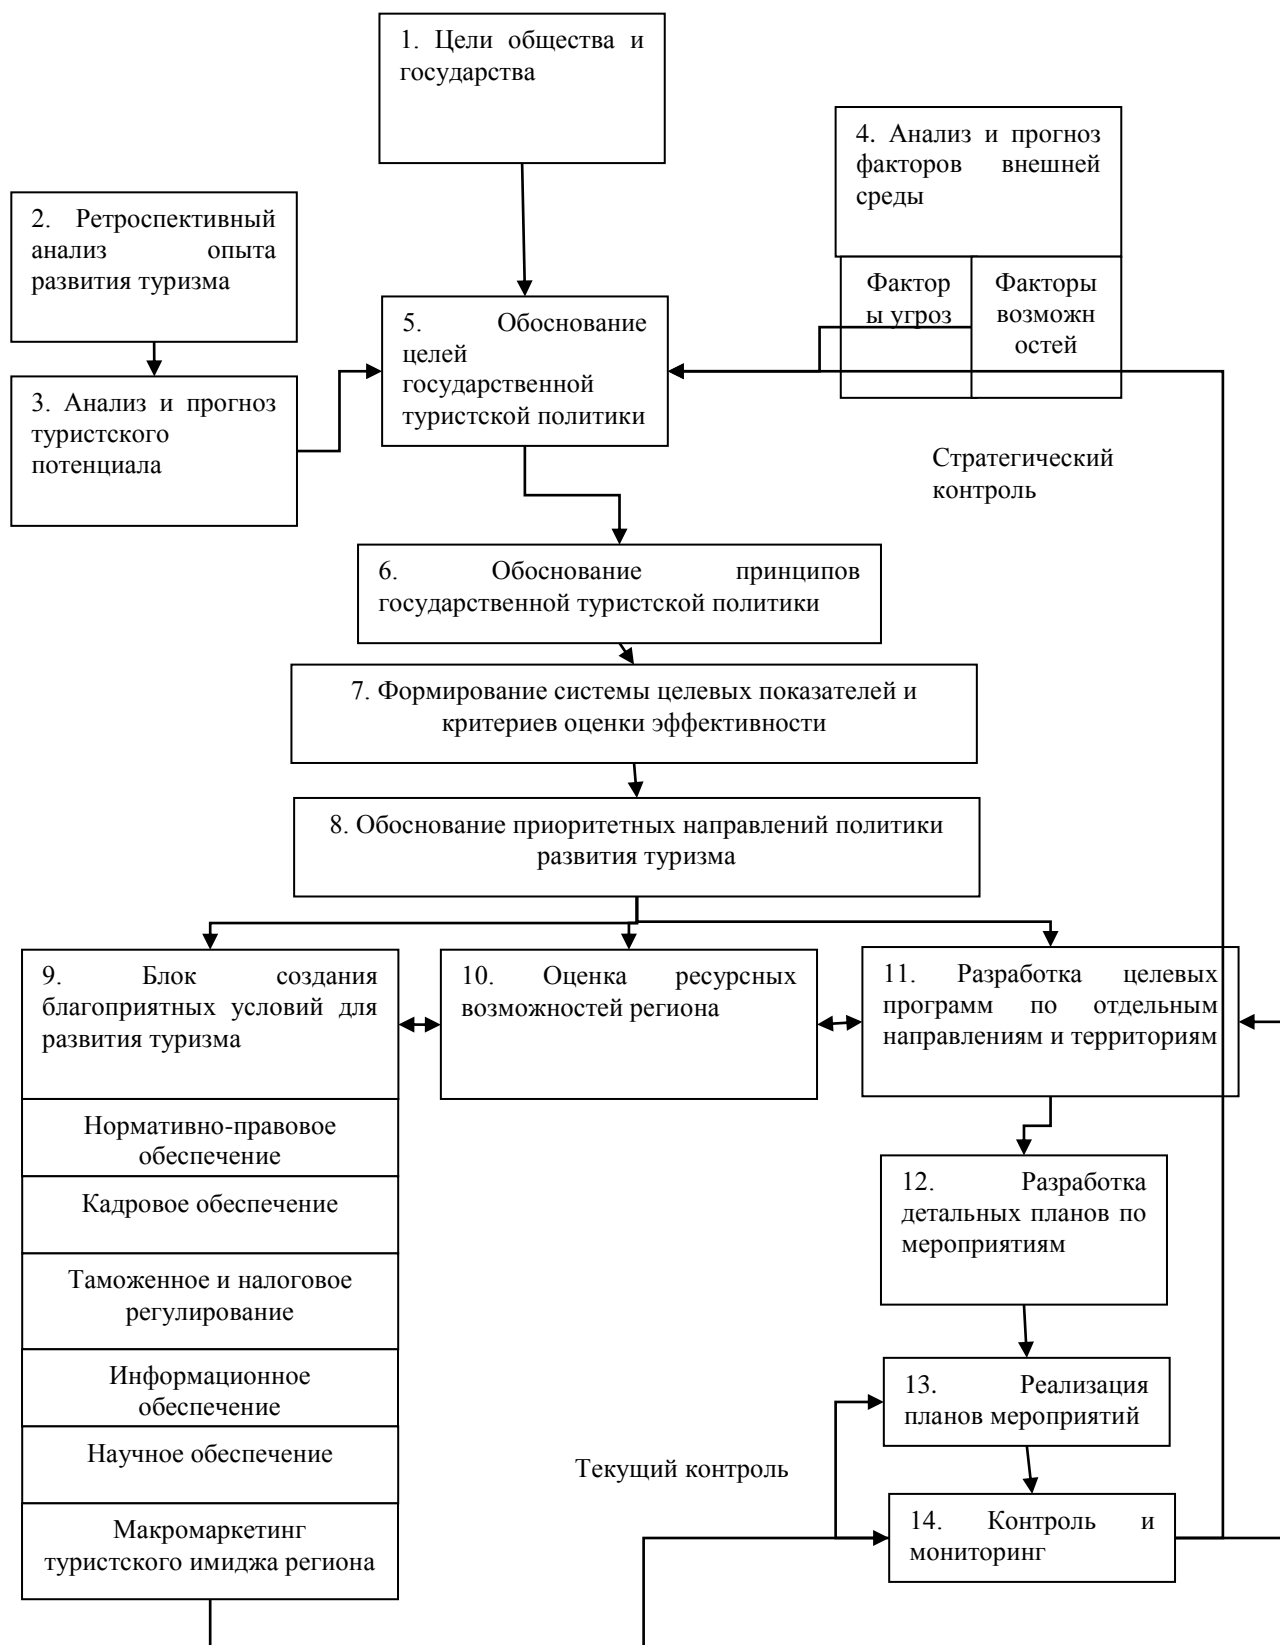 1. Цели общества и
государства
4. Анализ и прогноз
факторов внешней
среды
2. Ретроспективный
анализ опыта
развития туризма
Фактор
ы угроз
Факторы
возможн
остей
5. Обоснование
целей
государственной
туристской политики
3. Анализ и прогноз
туристского
потенциала
Стратегический
контроль
6. Обоснование принципов
государственной туристской политики
7. Формирование системы целевых показателей и
критериев оценки эффективности
8. Обоснование приоритетных направлений политики
развития туризма
9. Блок создания
благоприятных условий для
развития туризма
10. Оценка ресурсных
возможностей региона
11. Разработка целевых
программ по отдельным
направлениям и территориям
Нормативно-правовое
обеспечение
Кадровое обеспечение
Таможенное и налоговое
регулирование
Информационное
обеспечение
Научное обеспечение
Макромаркетинг
туристского имиджа региона
12. Разработка
детальных планов по
мероприятиям
13. Реализация
планов мероприятий
Текущий контроль
14. Контроль и
мониторинг